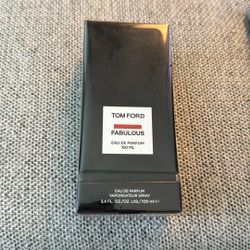 TOM FORD
FABULOUS
EAU DE PARFUM
100 ML
EAU DE PARFUM
VAPORISATEUR SPRAY
3.4 FL. OZ./OZ. LIQ./100 ml ℮